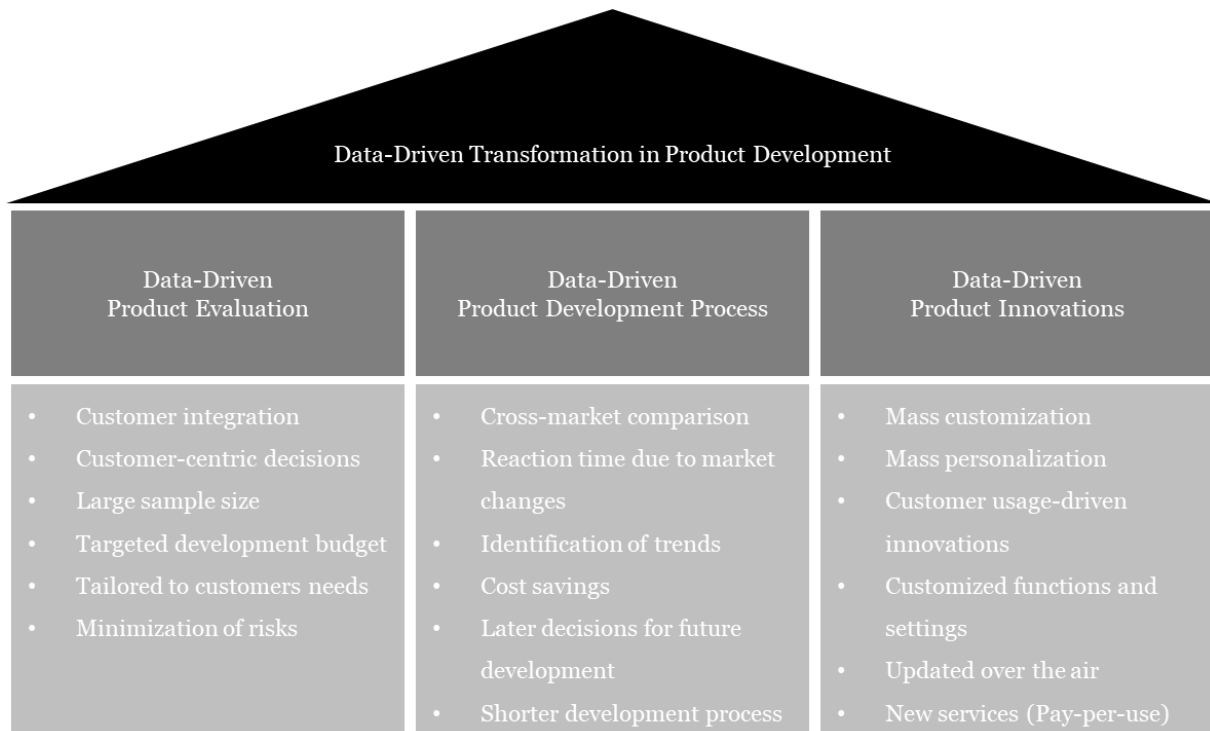 Data-Driven Transformation in Product Development
Data-Driven
Product Evaluation
• Customer integration
• Customer-centric decisions
• Large sample size
• Targeted development budget
• Tailored to customers needs
• Minimization of risks
Data-Driven
Product Development Process
• Cross-market comparison
• Reaction time due to market
changes
• Identification of trends
• Cost savings
• Later decisions for future
development
• Shorter development process
Data-Driven
Product Innovations
• Mass customization
• Mass personalization
• Customer usage-driven
innovations
• Customized functions and
settings
• Updated over the air
• New services (Pay-per-use)